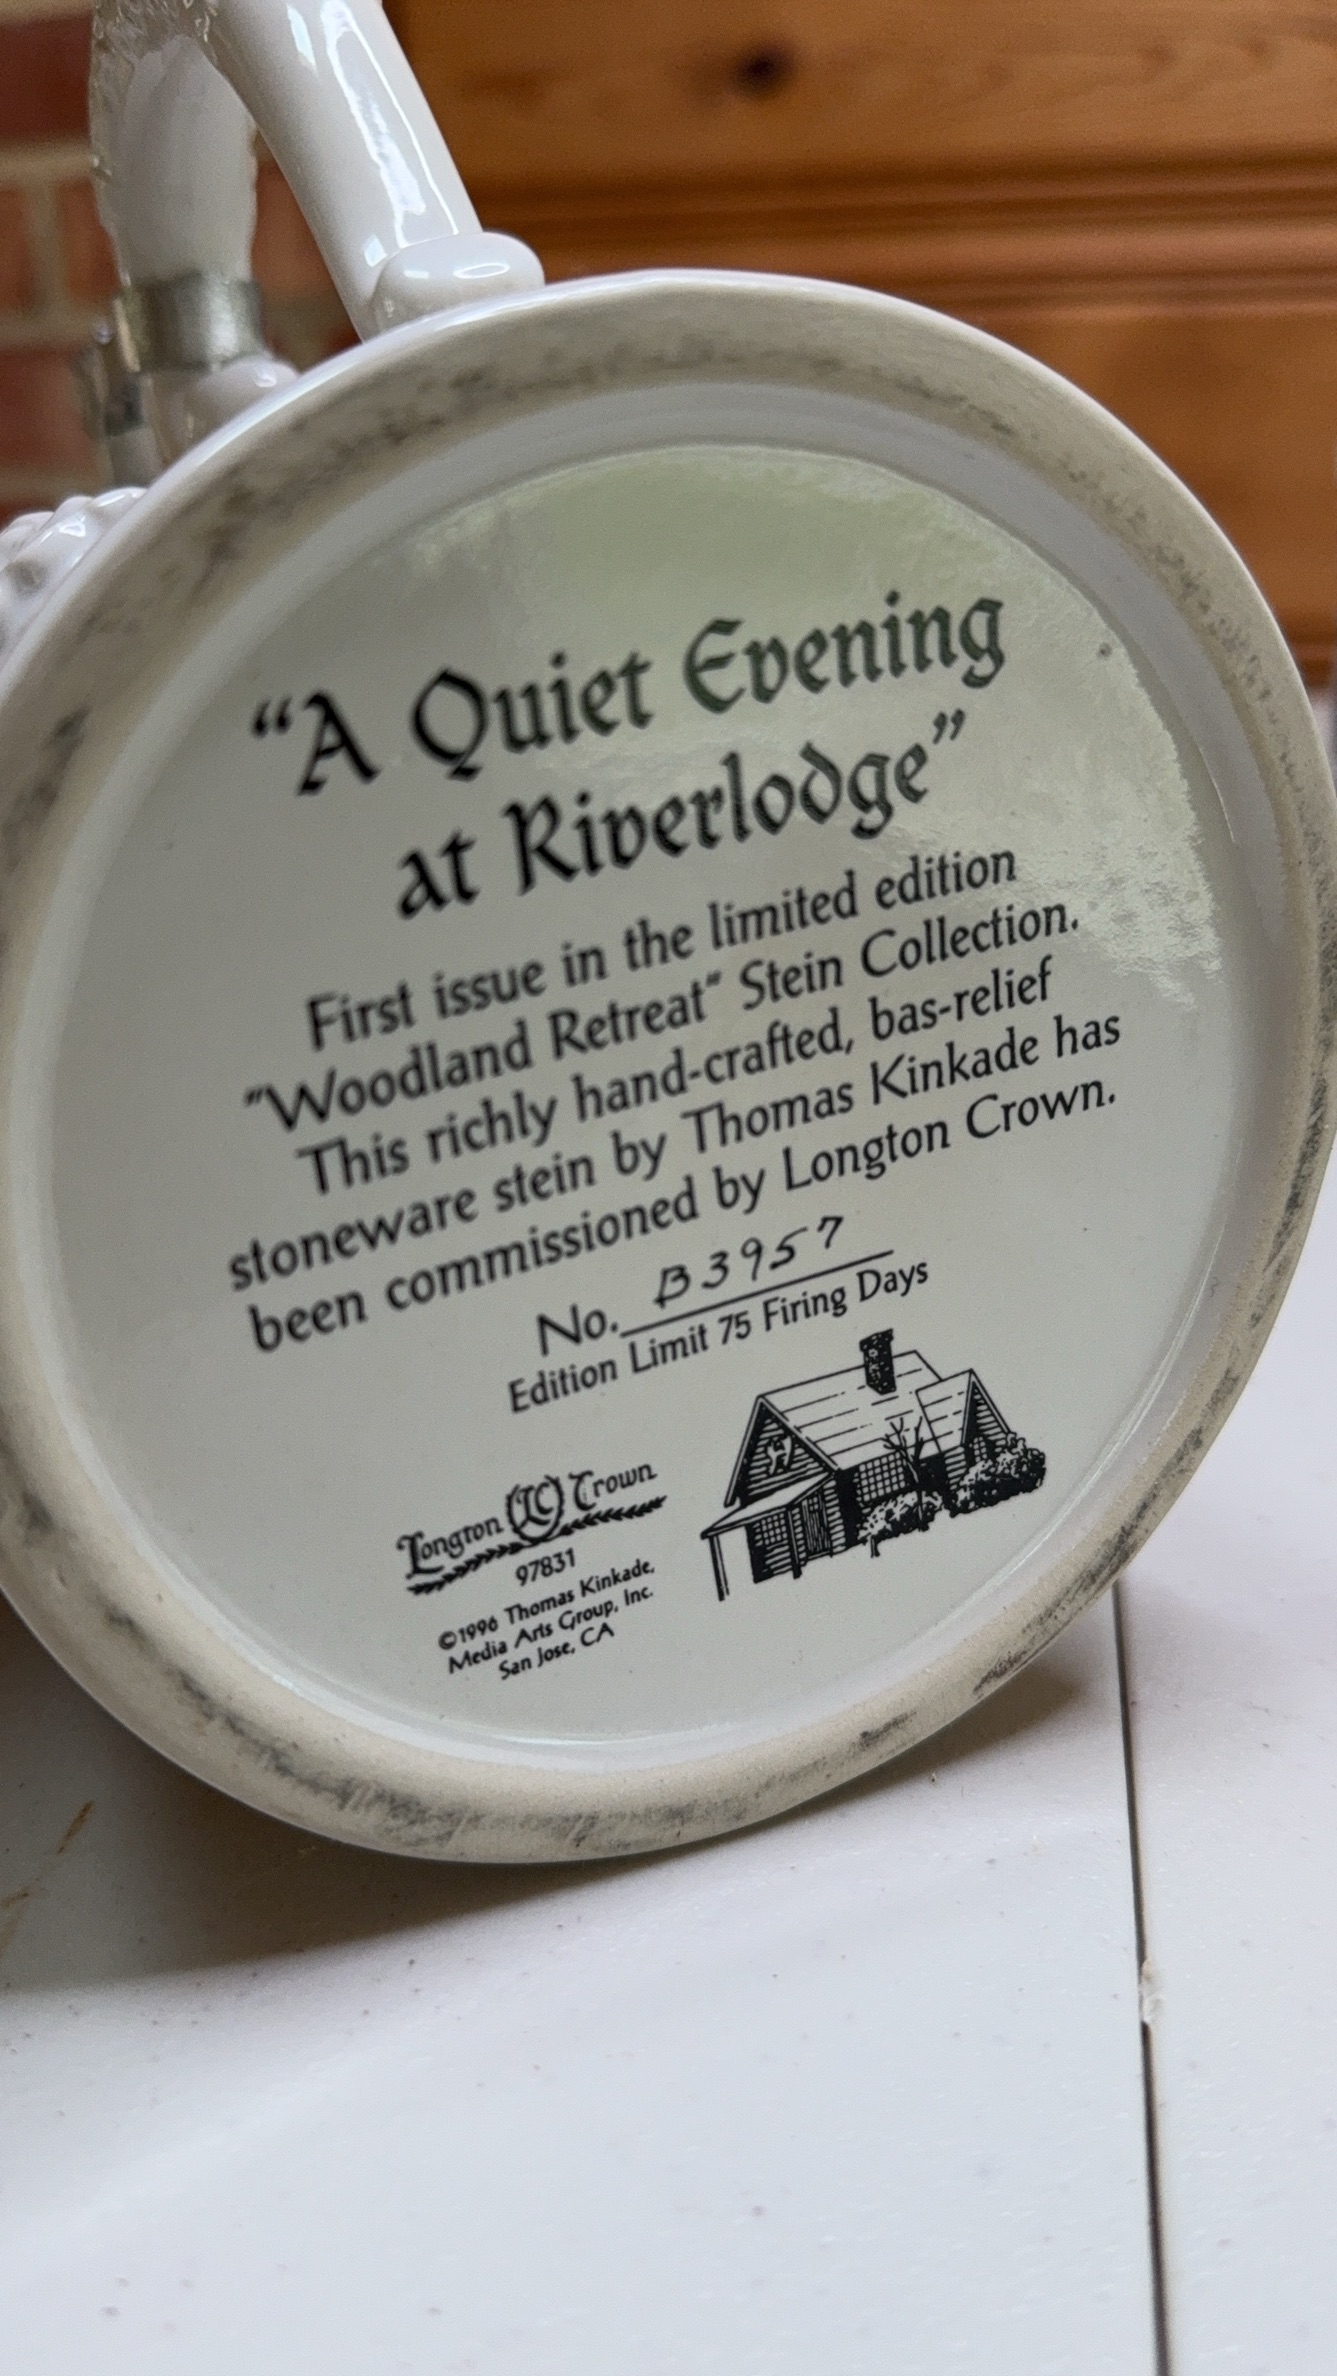 “A Quiet Evening
at Riverlodge”
First issue in the limited edition
"Woodland Retreat" Stein Collection.
This richly hand-crafted, bas-relief
stoneware stein by Thomas Kinkade has
been commissioned by Longton Crown.
No. B3957
Edition Limit 75 Firing Days
Longton LC Crown
97831
©1996 Thomas Kinkade,
Media Arts Group, Inc.
San Jose, CA